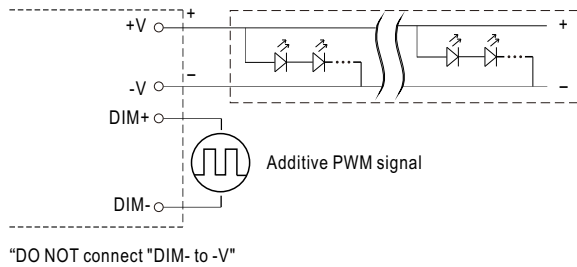 +V
+
-V
–
+
–
DIM+
Additive PWM signal
DIM-
“DO NOT connect "DIM- to -V"